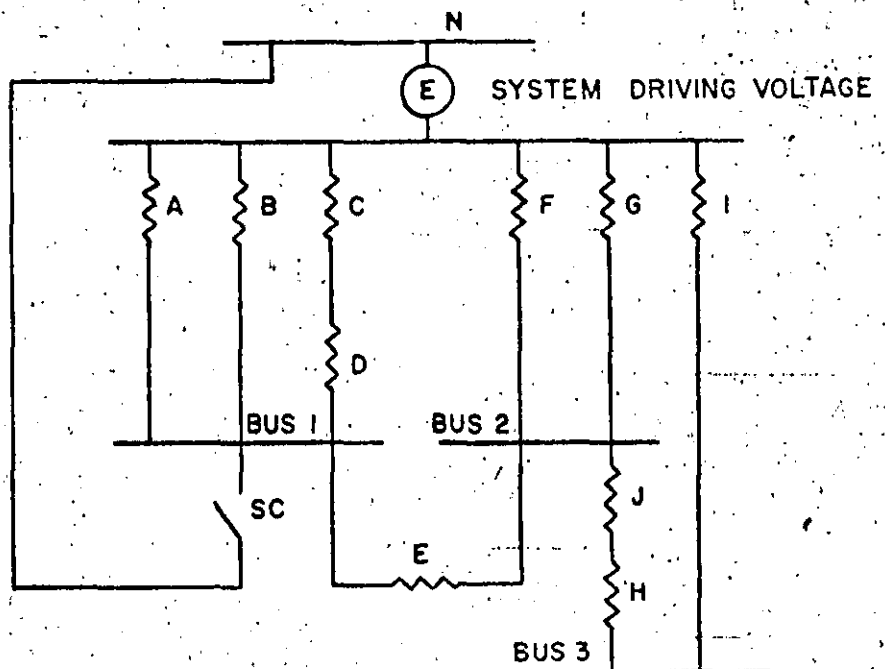 N
E SYSTEM DRIVING VOLTAGE
A B C F G I
D
BUS 1 BUS 2
SC
J
E
H
BUS 3